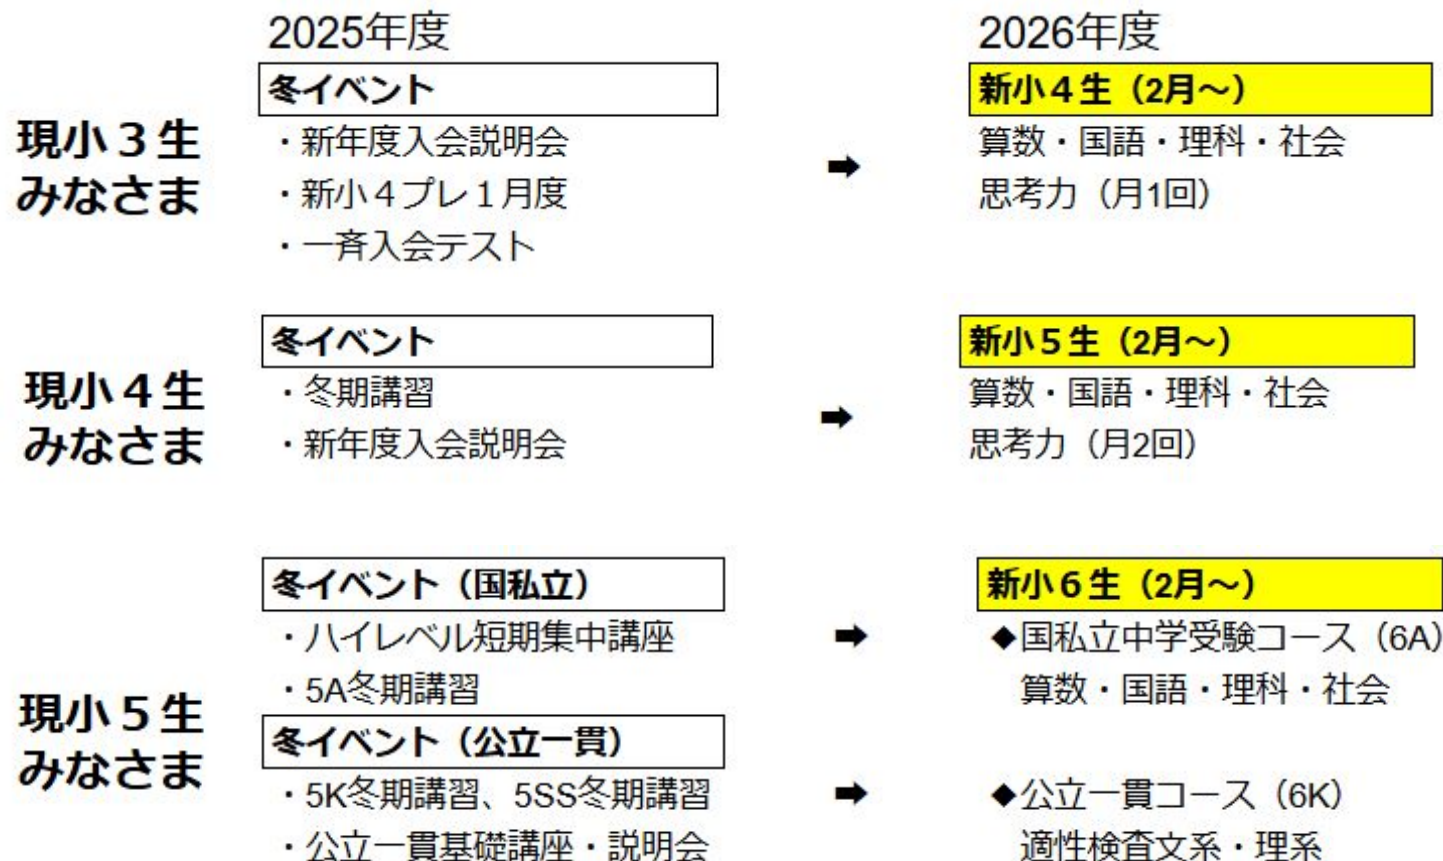 2025年度
2026年度
現小３生
みなさま
冬イベント
・新年度入会説明会
・新小４プレ１月度
・一斉入会テスト
➡
新小４生（2月～）
算数・国語・理科・社会
思考力（月1回）
現小４生
みなさま
冬イベント
・冬期講習
・新年度入会説明会
➡
新小５生（2月～）
算数・国語・理科・社会
思考力（月2回）
現小５生
みなさま
冬イベント（国私立）
・ハイレベル短期集中講座
・5A冬期講習
➡
新小６生（2月～）
◆国私立中学受験コース（6A）
算数・国語・理科・社会
冬イベント（公立一貫）
・5K冬期講習、5SS冬期講習
・公立一貫基礎講座・説明会
➡
◆公立一貫コース（6K）
適性検査文系・理系